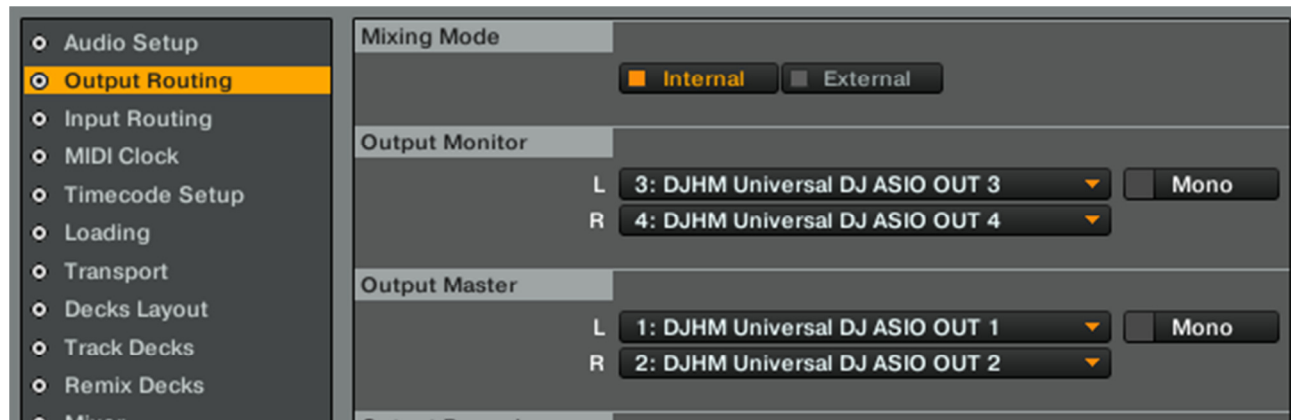 Audio Setup
Output Routing
Input Routing
MIDI Clock
Timecode Setup
Loading
Transport
Decks Layout
Track Decks
Remix Decks
Mixing Mode
Internal External
Output Monitor
L 3: DJHM Universal DJ ASIO OUT 3 Mono
R 4: DJHM Universal DJ ASIO OUT 4
Output Master
L 1: DJHM Universal DJ ASIO OUT 1 Mono
R 2: DJHM Universal DJ ASIO OUT 2